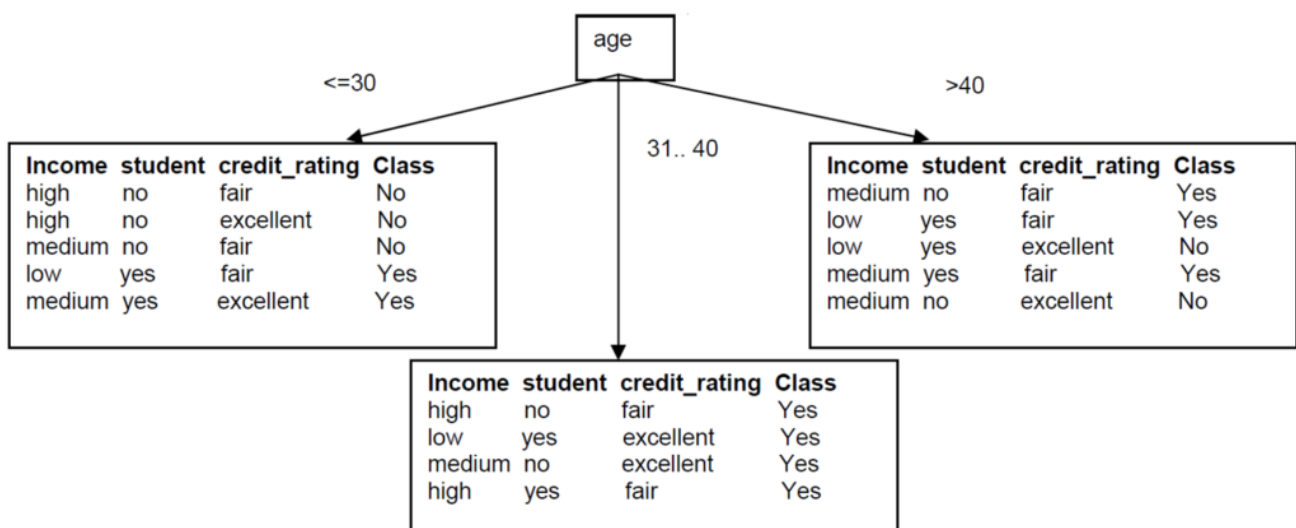 age
<=30
>40
31.. 40
Income student credit_rating Class
high no fair No
high no excellent No
medium no fair No
low yes fair Yes
medium yes excellent Yes
Income student credit_rating Class
medium no fair Yes
low yes fair Yes
low yes excellent No
medium yes fair Yes
medium no excellent No
Income student credit_rating Class
high no fair Yes
low yes excellent Yes
medium no excellent Yes
high yes fair Yes